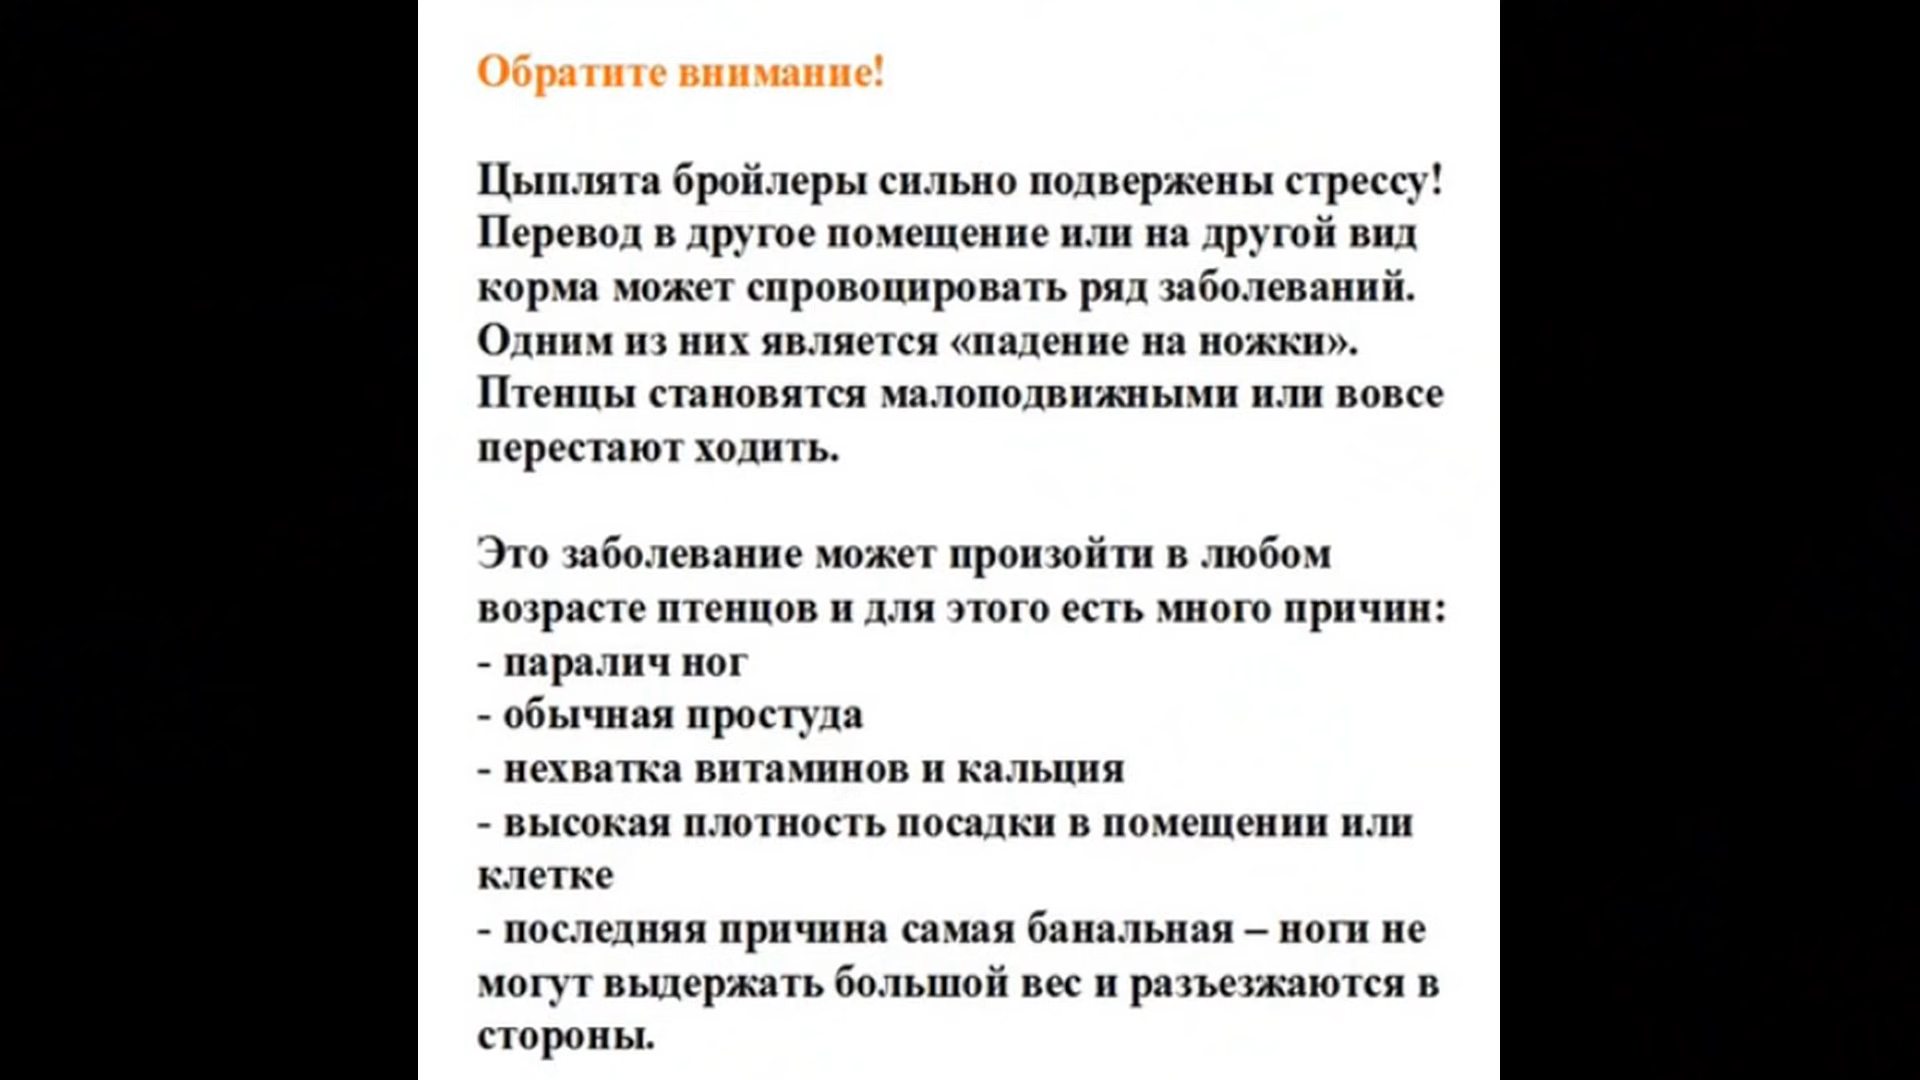 Обратите внимание!
Цыплята бройлеры сильно подвержены стрессу!
Перевод в другое помещение или на другой вид
корма может спровоцировать ряд заболеваний.
Одним из них является «падение на ножки».
Птенцы становятся малоподвижными или вовсе
перестают ходить.
Это заболевание может произойти в любом
возрасте птенцов и для этого есть много причин:
- паралич ног
- обычная простуда
- нехватка витаминов и кальция
- высокая плотность посадки в помещении или
клетке
- последняя причина самая банальная – ноги не
могут выдержать большой вес и разъезжаются в
стороны.